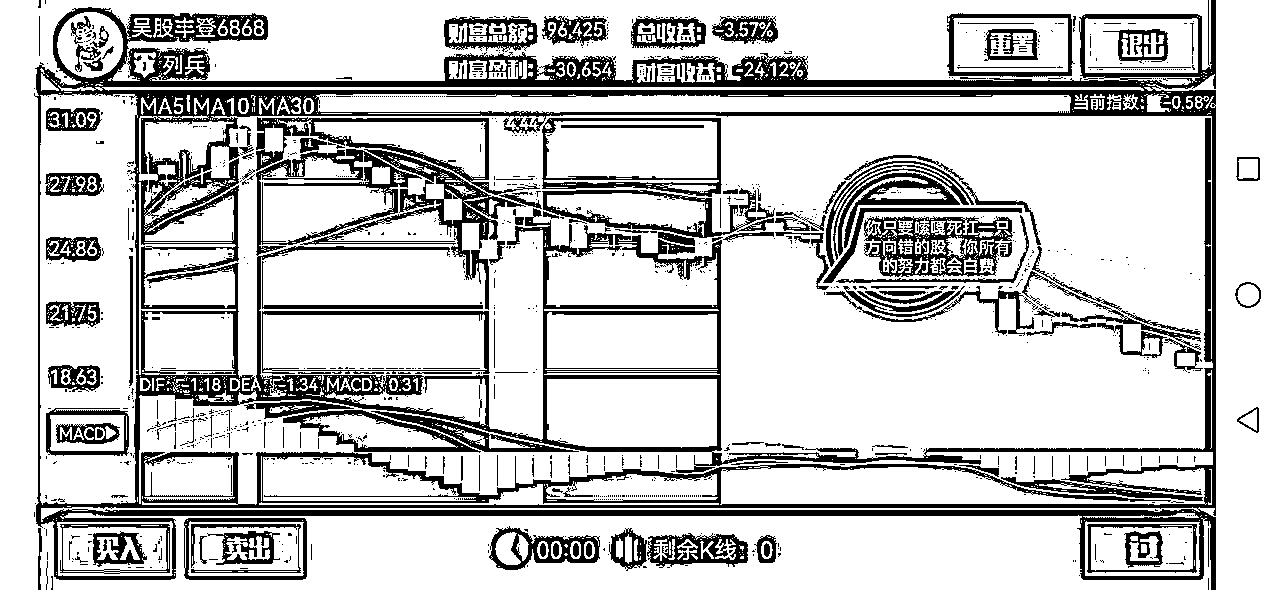 吴股丰登6868
列兵
财富总额: 96,425 总收益: -3.57%
财富盈利: -30,654 财富收益: -24.12%
重置 退出
MA5 MA10 MA30
当前指数: -0.58%
31.09
27.98
24.86
21.75
18.63
你只要嗅嗅死扛一只
方向错的股，你所有
的努力都会白费
DIF: -1.18 DEA: -1.34 MACD: 0.31
MACD
买入 卖出 00:00 剩余K线: 0 过